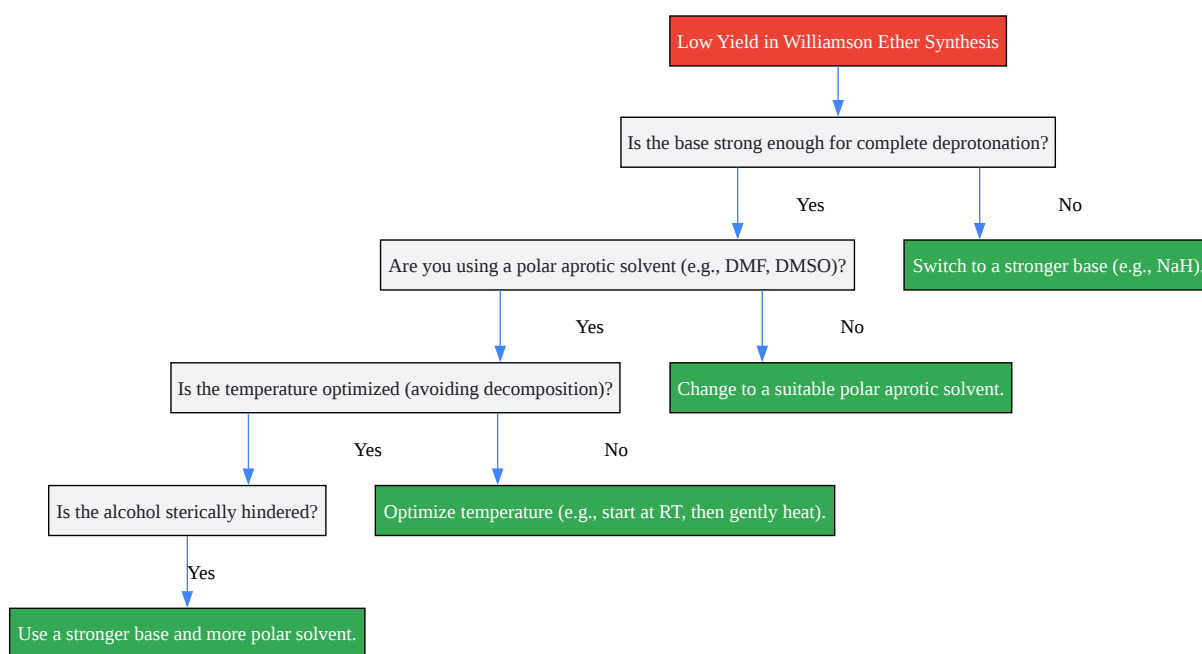 Low Yield in Williamson Ether Synthesis
Is the base strong enough for complete deprotonation?
Yes
No
Are you using a polar aprotic solvent (e.g., DMF, DMSO)?
Switch to a stronger base (e.g., NaH).
Yes
No
Is the temperature optimized (avoiding decomposition)?
Change to a suitable polar aprotic solvent.
Yes
No
Is the alcohol sterically hindered?
Optimize temperature (e.g., start at RT, then gently heat).
Yes
Use a stronger base and more polar solvent.